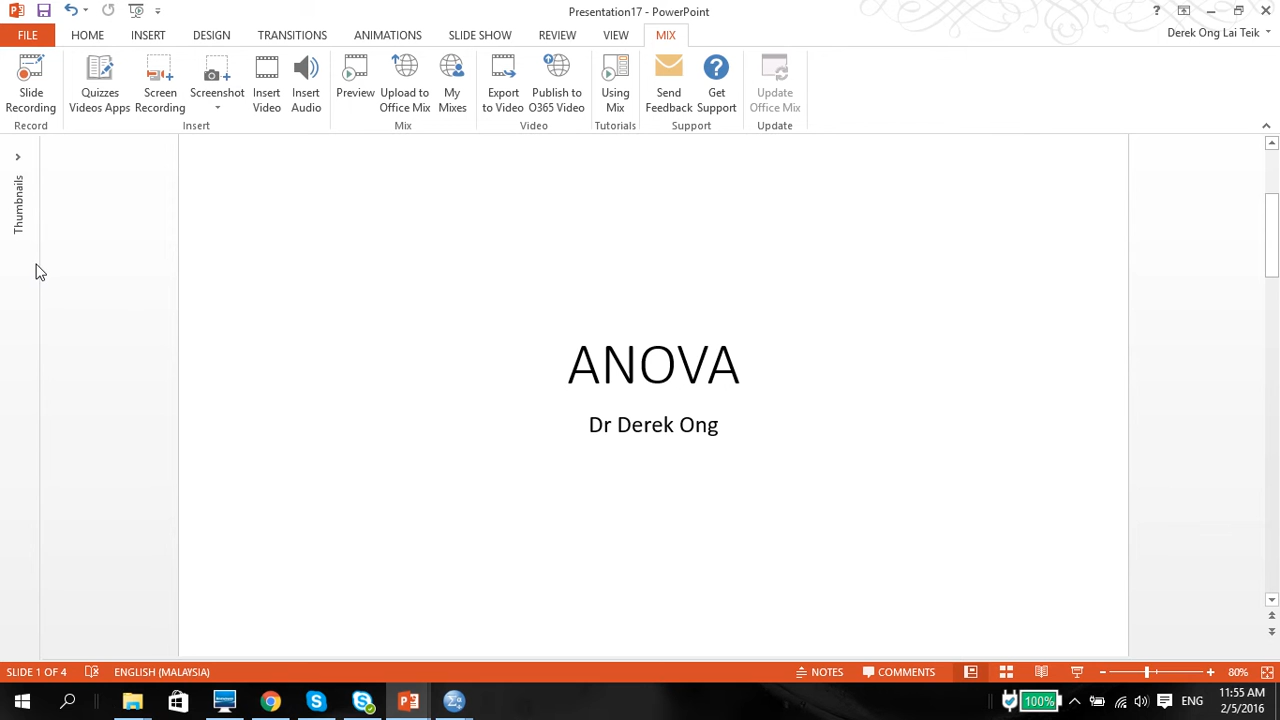 Presentation17 - PowerPoint
?
FILE HOME INSERT DESIGN TRANSITIONS ANIMATIONS SLIDE SHOW REVIEW VIEW MIX Derek Ong Lai Teik
Slide Recording
Quizzes Videos Apps
Screen Recording
Screenshot
Insert Video
Insert Audio
Preview
Upload to Office Mix
My Mixes
Export to Video
Publish to O365 Video
Using Mix
Send Feedback
Get Support
Update Office Mix
Record Insert Mix Video Tutorials Support Update
Thumbnails
ANOVA
Dr Derek Ong
SLIDE 1 OF 4 ENGLISH (MALAYSIA) NOTES COMMENTS 80%
100% ENG 11:55 AM
2/5/2016